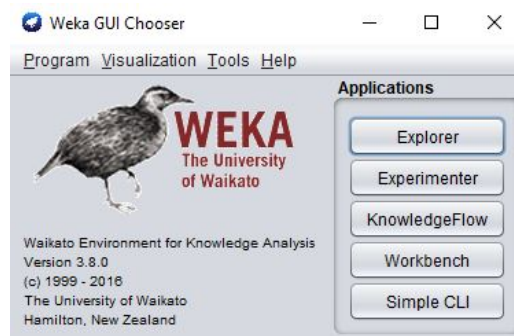 Weka GUI Chooser
Program Visualization Tools Help
WEKA
The University
of Waikato
Waikato Environment for Knowledge Analysis
Version 3.8.0
(c) 1999 - 2016
The University of Waikato
Hamilton, New Zealand
Applications
Explorer
Experimenter
KnowledgeFlow
Workbench
Simple CLI